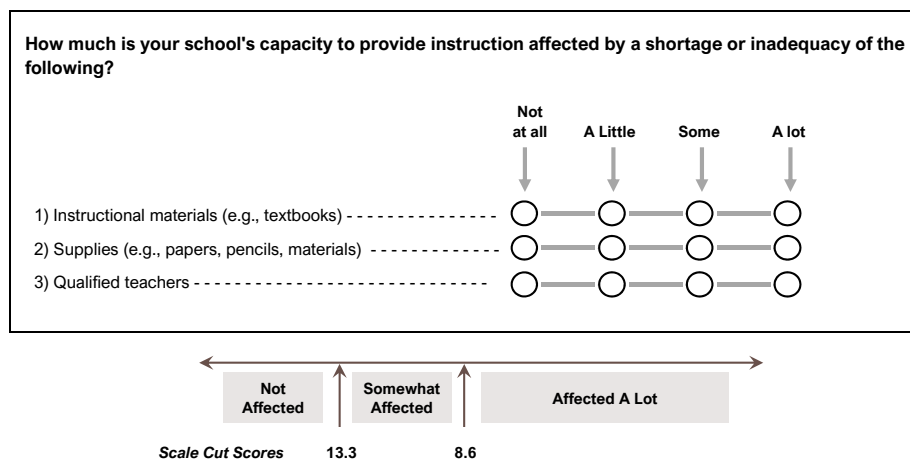 How much is your school's capacity to provide instruction affected by a shortage or inadequacy of the
following?
Not
at all
A Little
Some
A lot
1) Instructional materials (e.g., textbooks) - - - - - - - - - - - - - - -
2) Supplies (e.g., papers, pencils, materials) - - - - - - - - - - - - -
3) Qualified teachers - - - - - - - - - - - - - - - - - - - - - - - - - - - - -
Not
Affected
Somewhat
Affected
Affected A Lot
Scale Cut Scores 13.3 8.6